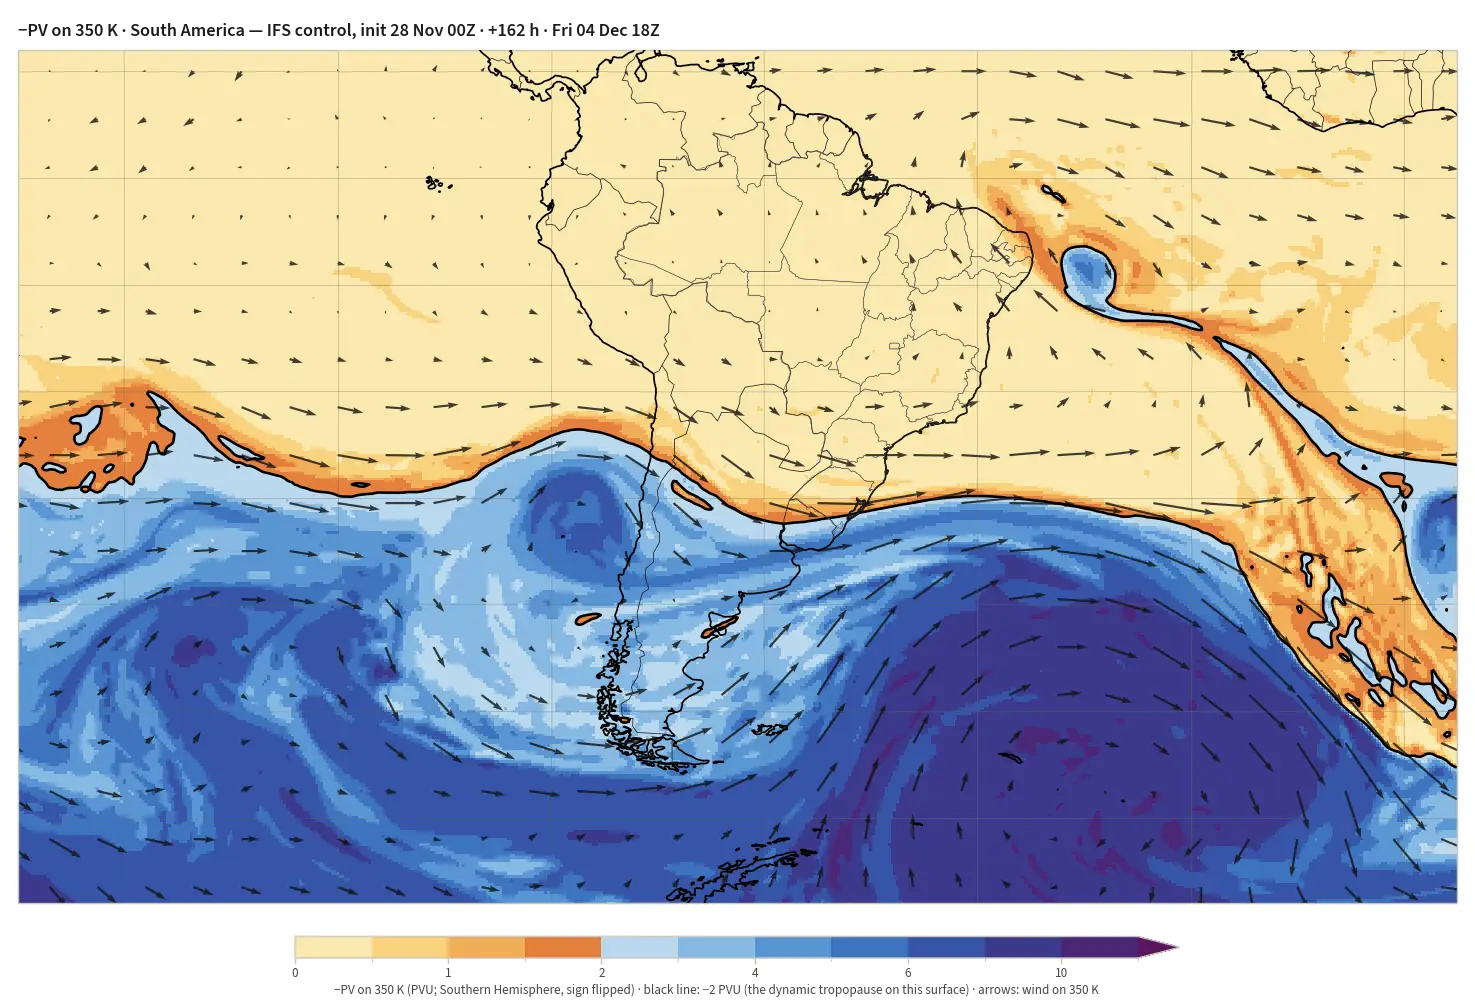 −PV on 350 K · South America — IFS control, init 28 Nov 00Z · +162 h · Fri 04 Dec 18Z
0 1 2 4 6 10
−PV on 350 K (PVU; Southern Hemisphere, sign flipped) · black line: −2 PVU (the dynamic tropopause on this surface) · arrows: wind on 350 K